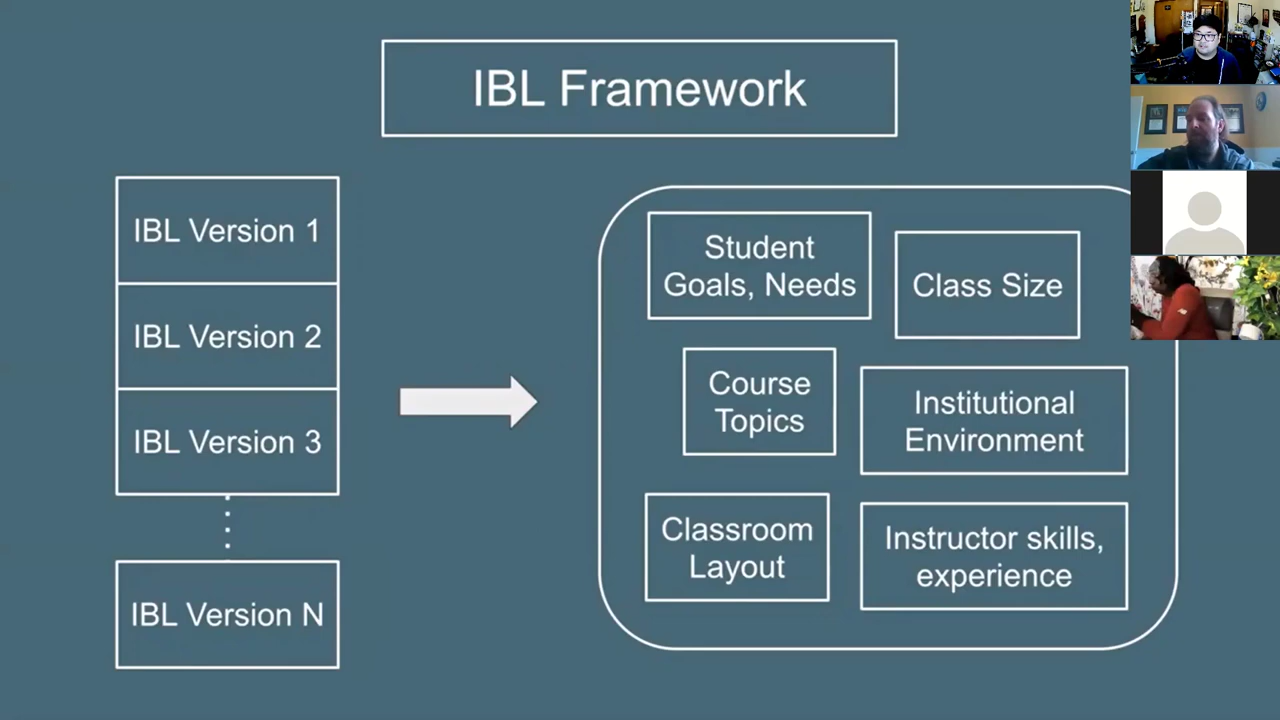 IBL Framework
IBL Version 1
IBL Version 2
IBL Version 3
IBL Version N
Student
Goals, Needs
Class Size
Course
Topics
Institutional
Environment
Classroom
Layout
Instructor skills,
experience